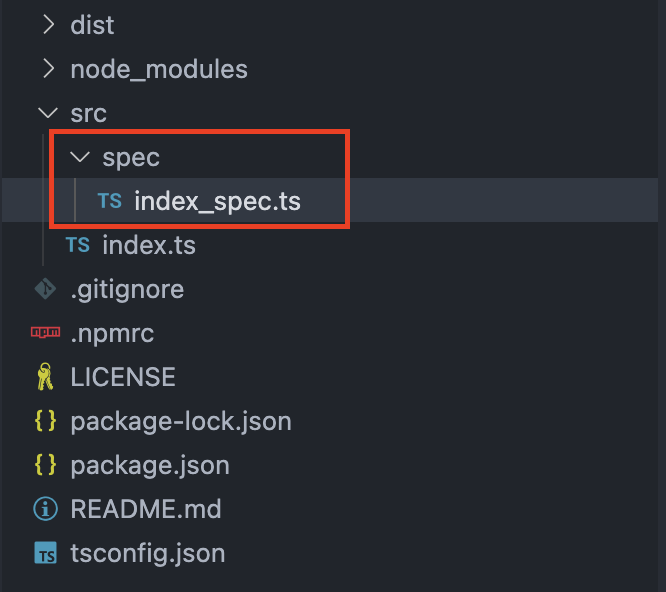 dist
node_modules
src
spec
TS index_spec.ts
TS index.ts
.gitignore
npm .npmrc
LICENSE
{} package-lock.json
{} package.json
README.md
TS tsconfig.json